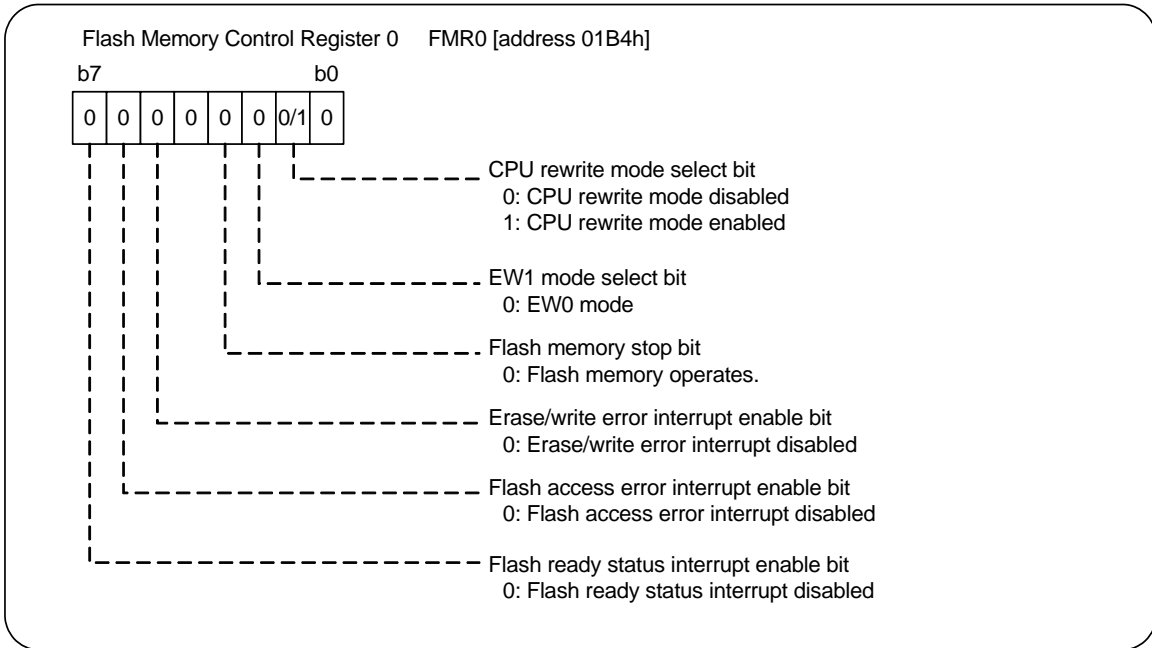 Flash Memory Control Register 0 FMR0 [address 01B4h]
b7 b0
0 0 0 0 0 0 0/1 0
CPU rewrite mode select bit
0: CPU rewrite mode disabled
1: CPU rewrite mode enabled
EW1 mode select bit
0: EW0 mode
Flash memory stop bit
0: Flash memory operates.
Erase/write error interrupt enable bit
0: Erase/write error interrupt disabled
Flash access error interrupt enable bit
0: Flash access error interrupt disabled
Flash ready status interrupt enable bit
0: Flash ready status interrupt disabled